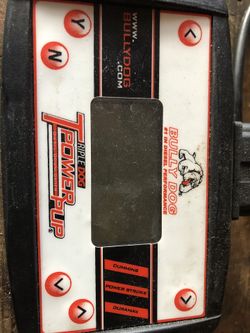 WWW.
BULLYDOG
.COM
Y
N
BULLY DOG
#1 IN DIESEL PERFORMANCE
TRIPLE DOG
POWER
PUP
CUMMINS
POWER STROKE
DURAMAX